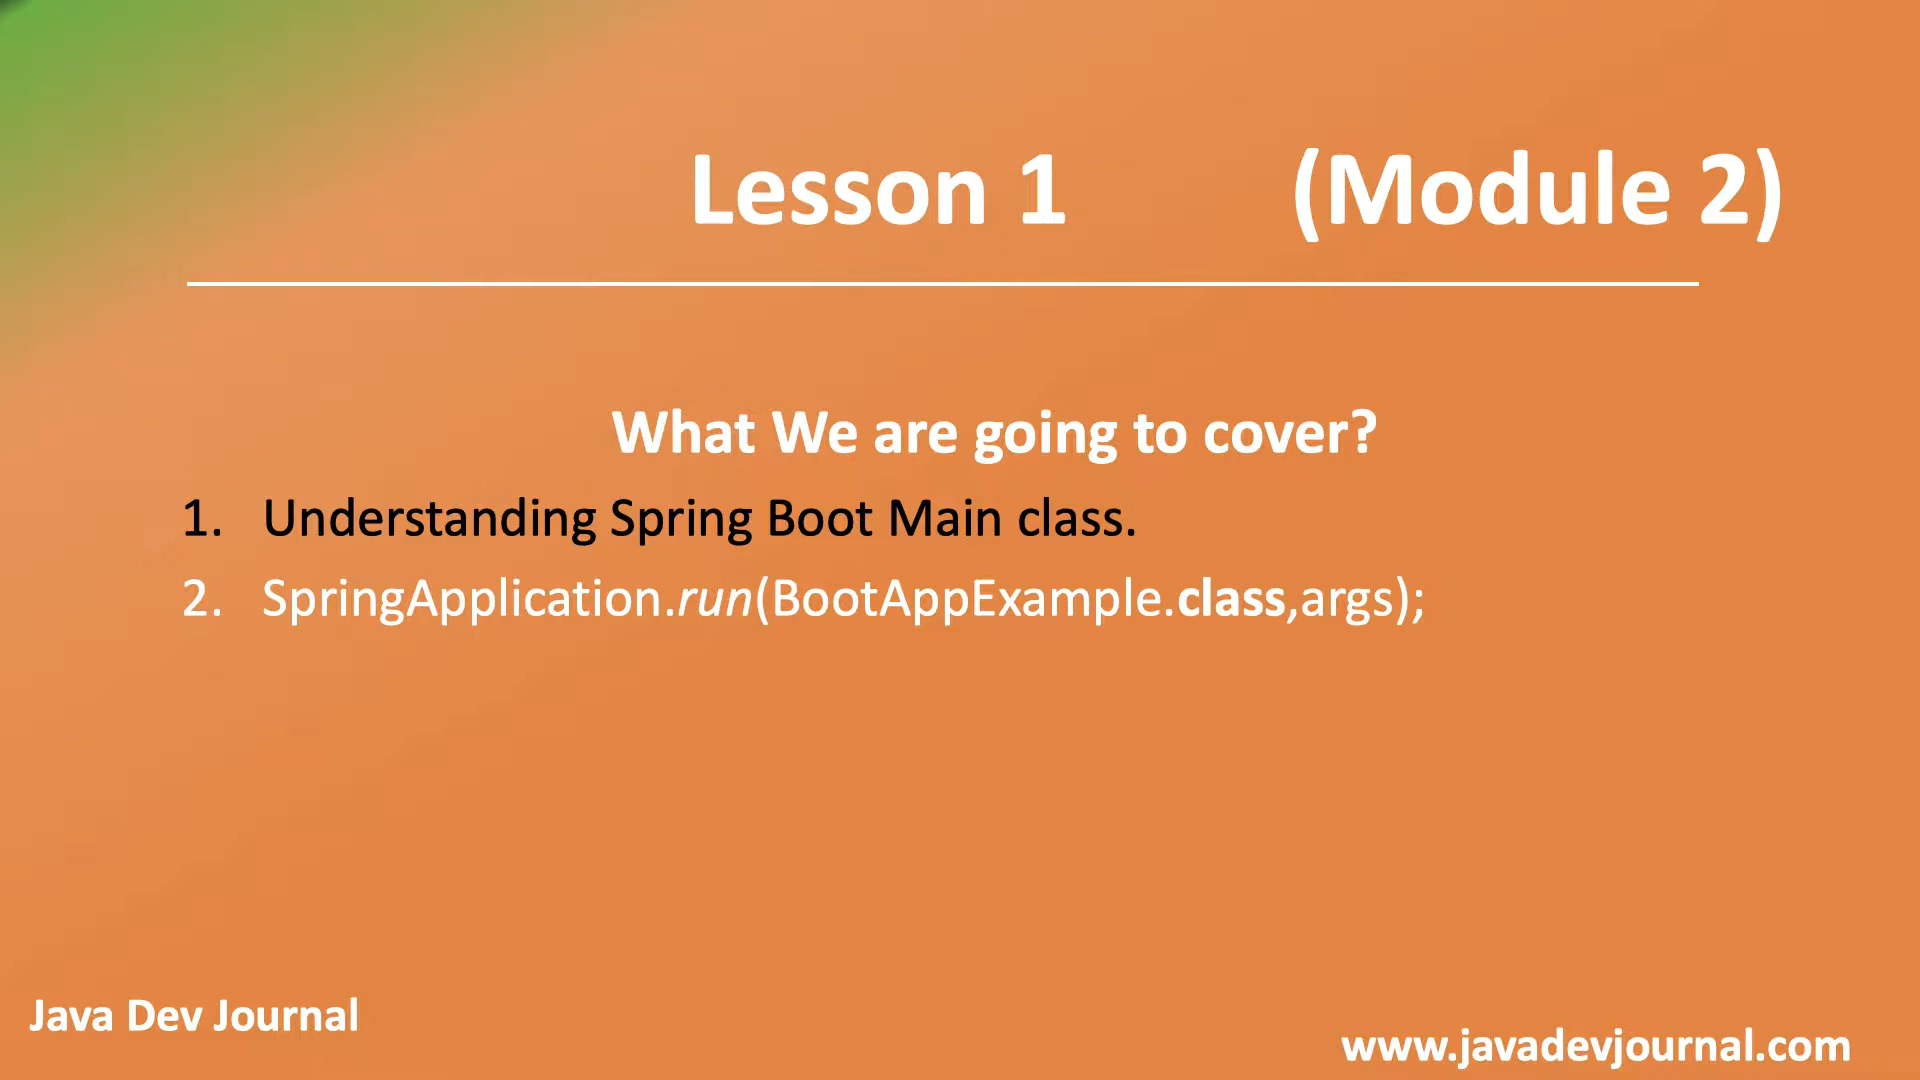 Lesson 1 (Module 2)
What We are going to cover?
1. Understanding Spring Boot Main class.
2. SpringApplication.run(BootAppExample.class,args);
Java Dev Journal
www.javadevjournal.com